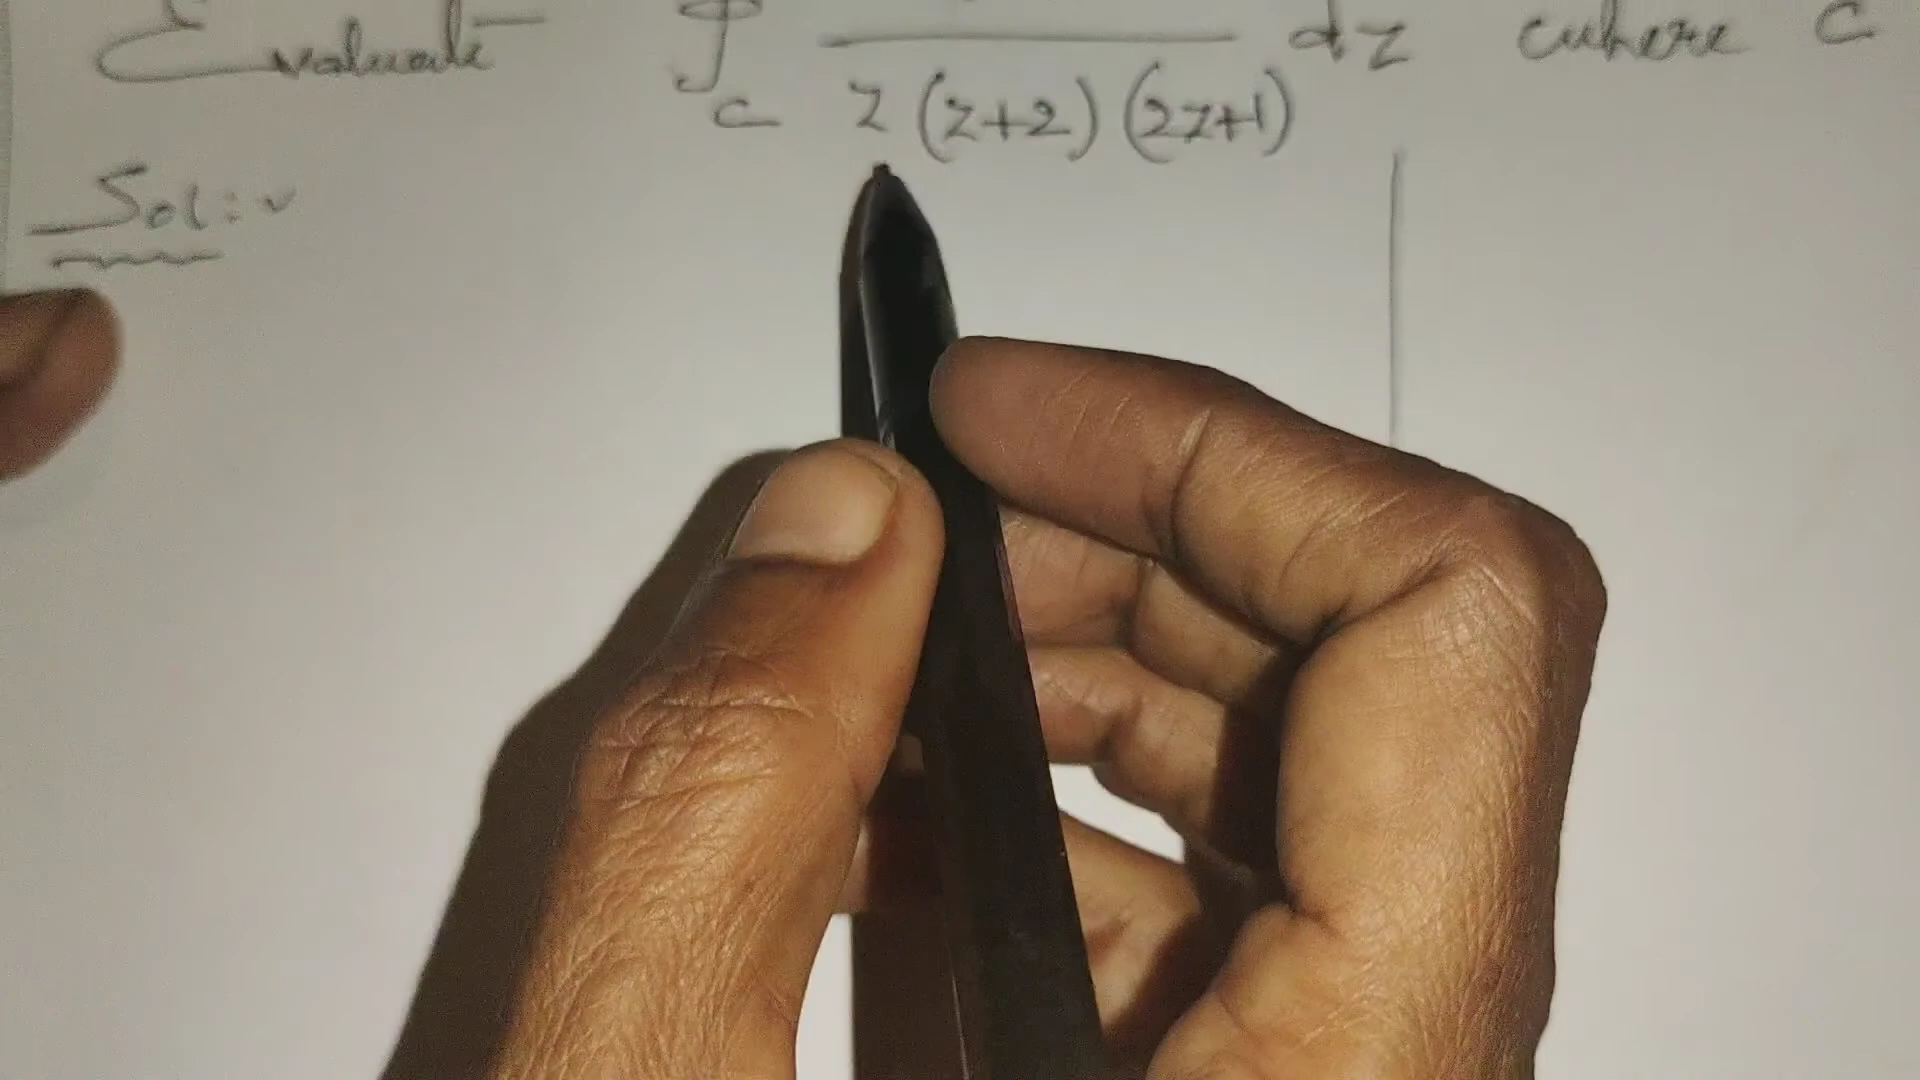 Evaluate ∮ dz where C
C z (z+2) (2z+1)
Sol: